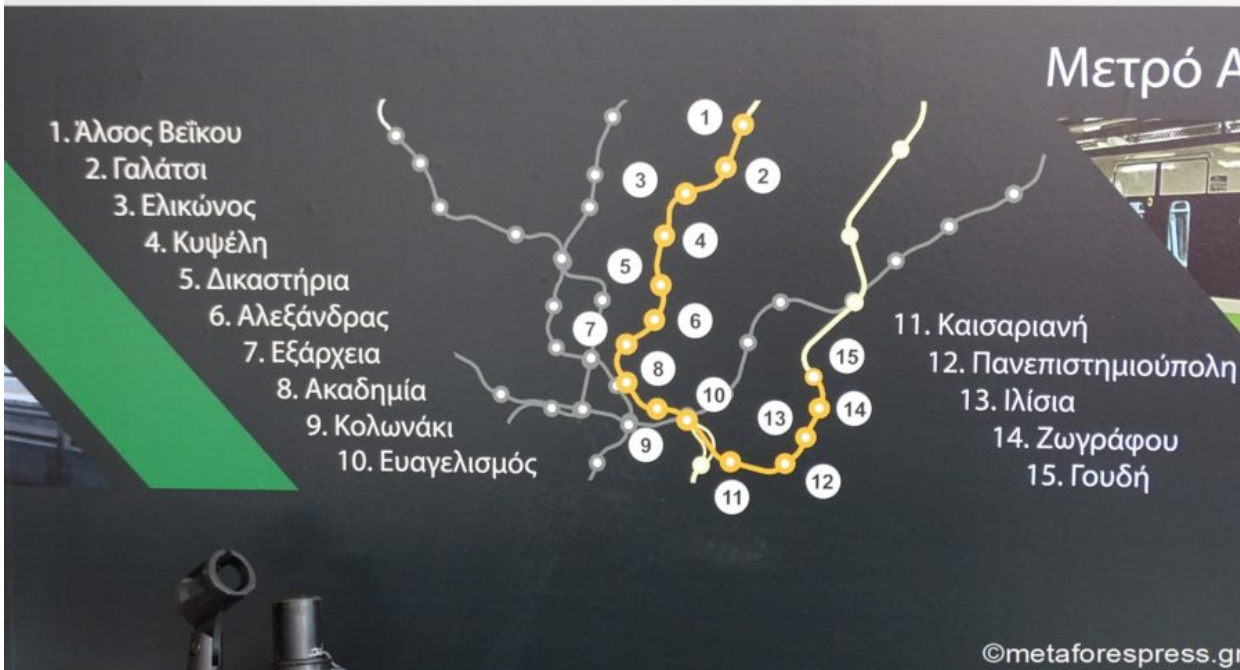 Μετρό Α
1. Άλσος Βεΐκου
2. Γαλάτσι
3. Ελικώνος
4. Κυψέλη
5. Δικαστήρια
6. Αλεξάνδρας
7. Εξάρχεια
8. Ακαδημία
9. Κολωνάκι
10. Ευαγελισμός
1
2
3
4
5
6
7
8
9
10
11
12
13
14
15
11. Καισαριανή
12. Πανεπιστημιούπολη
13. Ιλίσια
14. Ζωγράφου
15. Γουδή
©metaforespress.gr